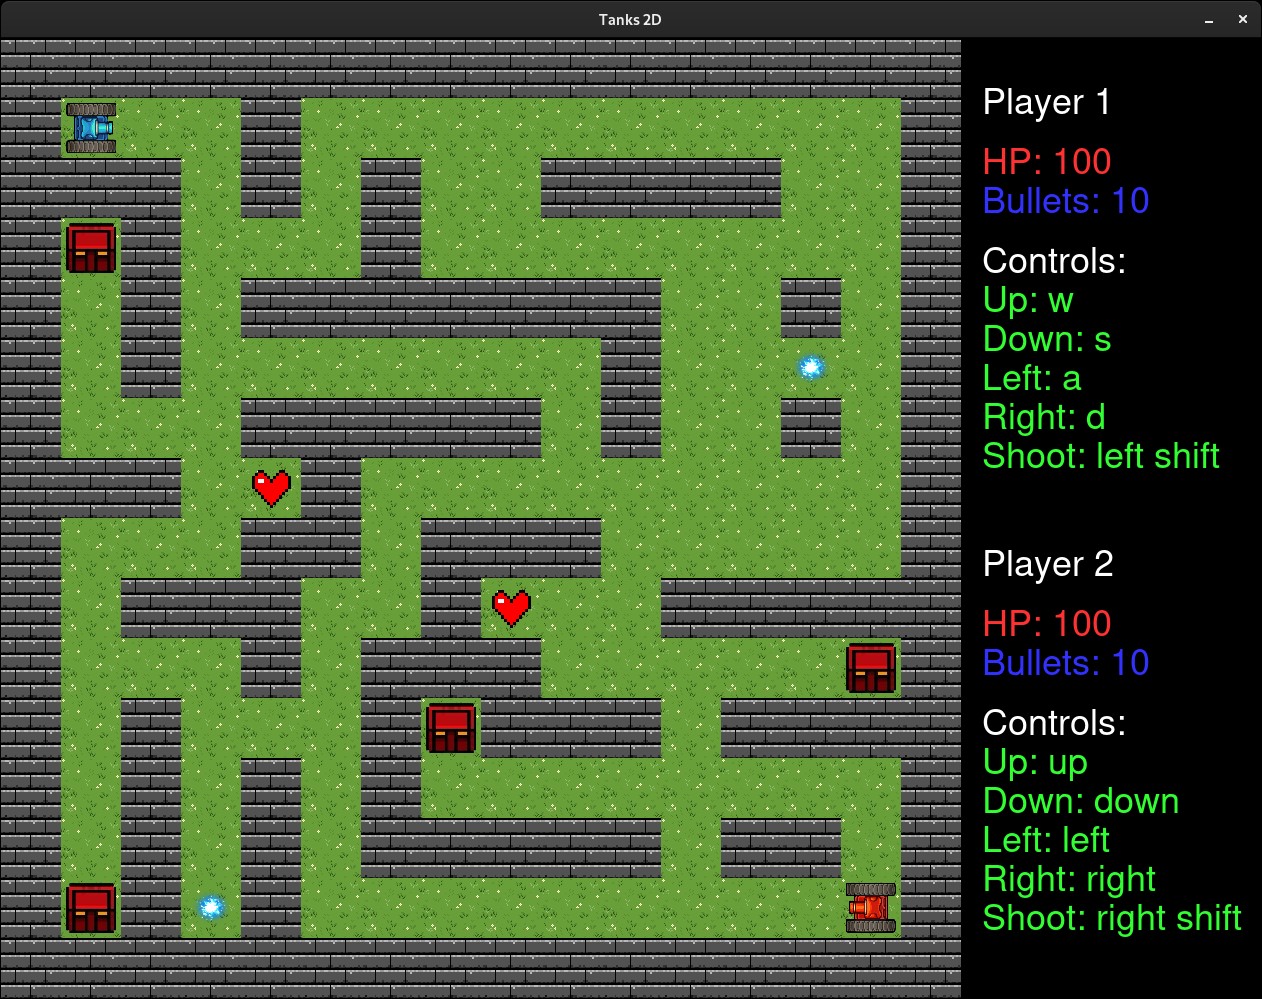 Tanks 2D
Player 1
HP: 100
Bullets: 10
Controls:
Up: w
Down: s
Left: a
Right: d
Shoot: left shift
Player 2
HP: 100
Bullets: 10
Controls:
Up: up
Down: down
Left: left
Right: right
Shoot: right shift